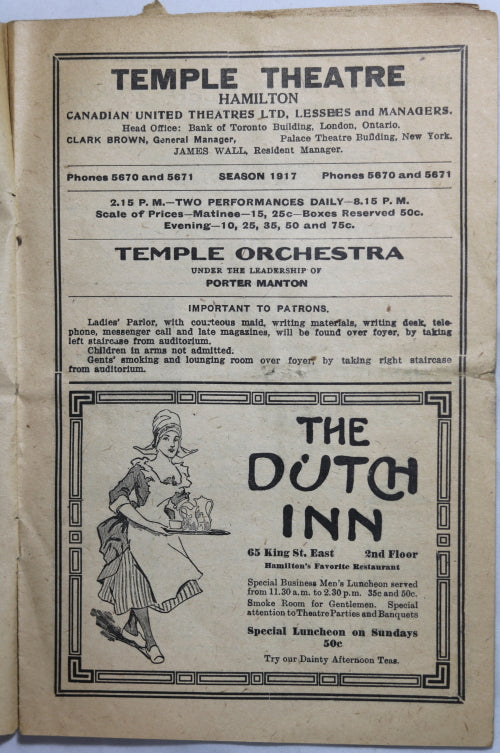 TEMPLE THEATRE
HAMILTON
CANADIAN UNITED THEATRES LTD, LESSEES and MANAGERS.
Head Office: Bank of Toronto Building, London, Ontario.
CLARK BROWN, General Manager, Palace Theatre Building, New York.
JAMES WALL, Resident Manager.
Phones 5670 and 5671 SEASON 1917 Phones 5670 and 5671
2.15 P. M.—TWO PERFORMANCES DAILY—8.15 P. M.
Scale of Prices—Matinee—15, 25c—Boxes Reserved 50c.
Evening—10, 25, 35, 50 and 75c.
TEMPLE ORCHESTRA
UNDER THE LEADERSHIP OF
PORTER MANTON
IMPORTANT TO PATRONS.
Ladies' Parlor, with courteous maid, writing materials, writing desk, tele-
phone, messenger call and late magazines, will be found over foyer, by taking
left staircase from auditorium.
Children in arms not admitted.
Gents' smoking and lounging room over foyer, by taking right staircase
from auditorium.
THE
DUTCH
INN
65 King St. East 2nd Floor
Hamilton's Favorite Restaurant
Special Business Men's Luncheon served
from 11.30 a.m. to 2.30 p.m. 35c and 50c.
Smoke Room for Gentlemen. Special
attention to Theatre Parties and Banquets
Special Luncheon on Sundays
50c
Try our Dainty Afternoon Teas.